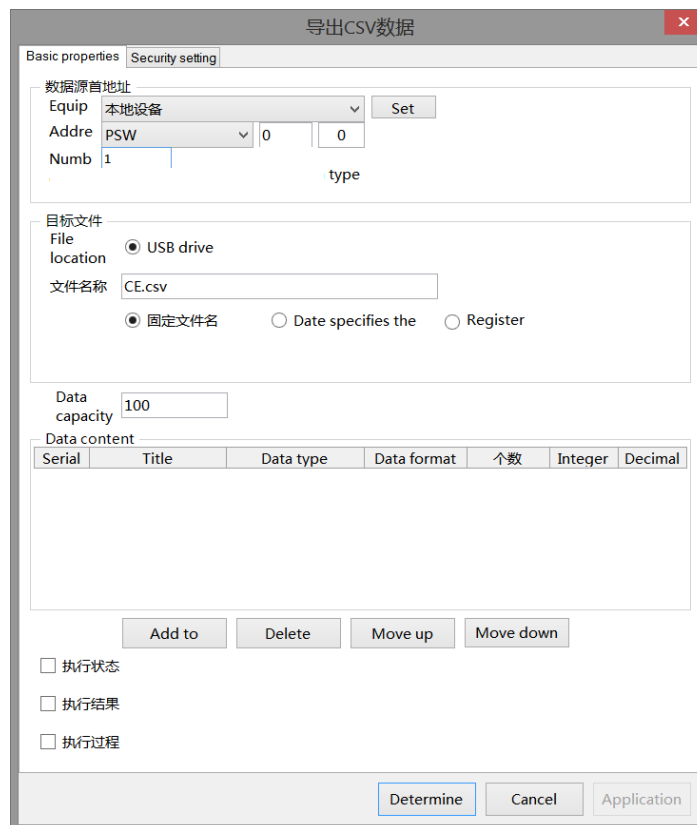 导出CSV数据
Basic properties
Security setting
数据源首地址
Equip 本地设备 Set
Addre PSW 0 0
Numb 1
type
目标文件
File
location
USB drive
文件名称 CE.csv
固定文件名 Date specifies the Register
Data
capacity
100
Data content
Serial Title Data type Data format 个数 Integer Decimal
Add to Delete Move up Move down
执行状态
执行结果
执行过程
Determine Cancel Application